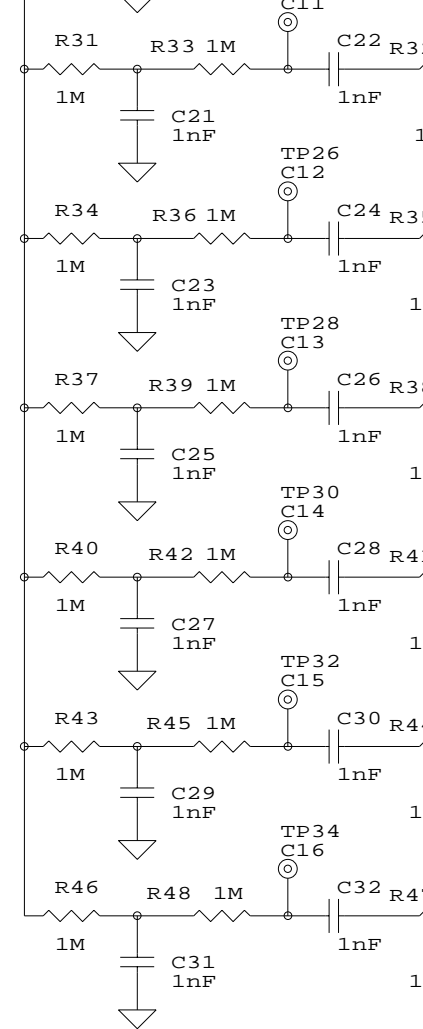 C11
R31
R33 1M
C22
1M
1nF
C21
1nF
TP26
C12
R34
R36 1M
C24
1M
1nF
C23
1nF
TP28
C13
R37
R39 1M
C26
1M
1nF
C25
1nF
TP30
C14
R40
R42 1M
C28
1M
1nF
C27
1nF
TP32
C15
R43
R45 1M
C30
1M
1nF
C29
1nF
TP34
C16
R46
R48 1M
C32
R47
1M
1nF
C31
1nF